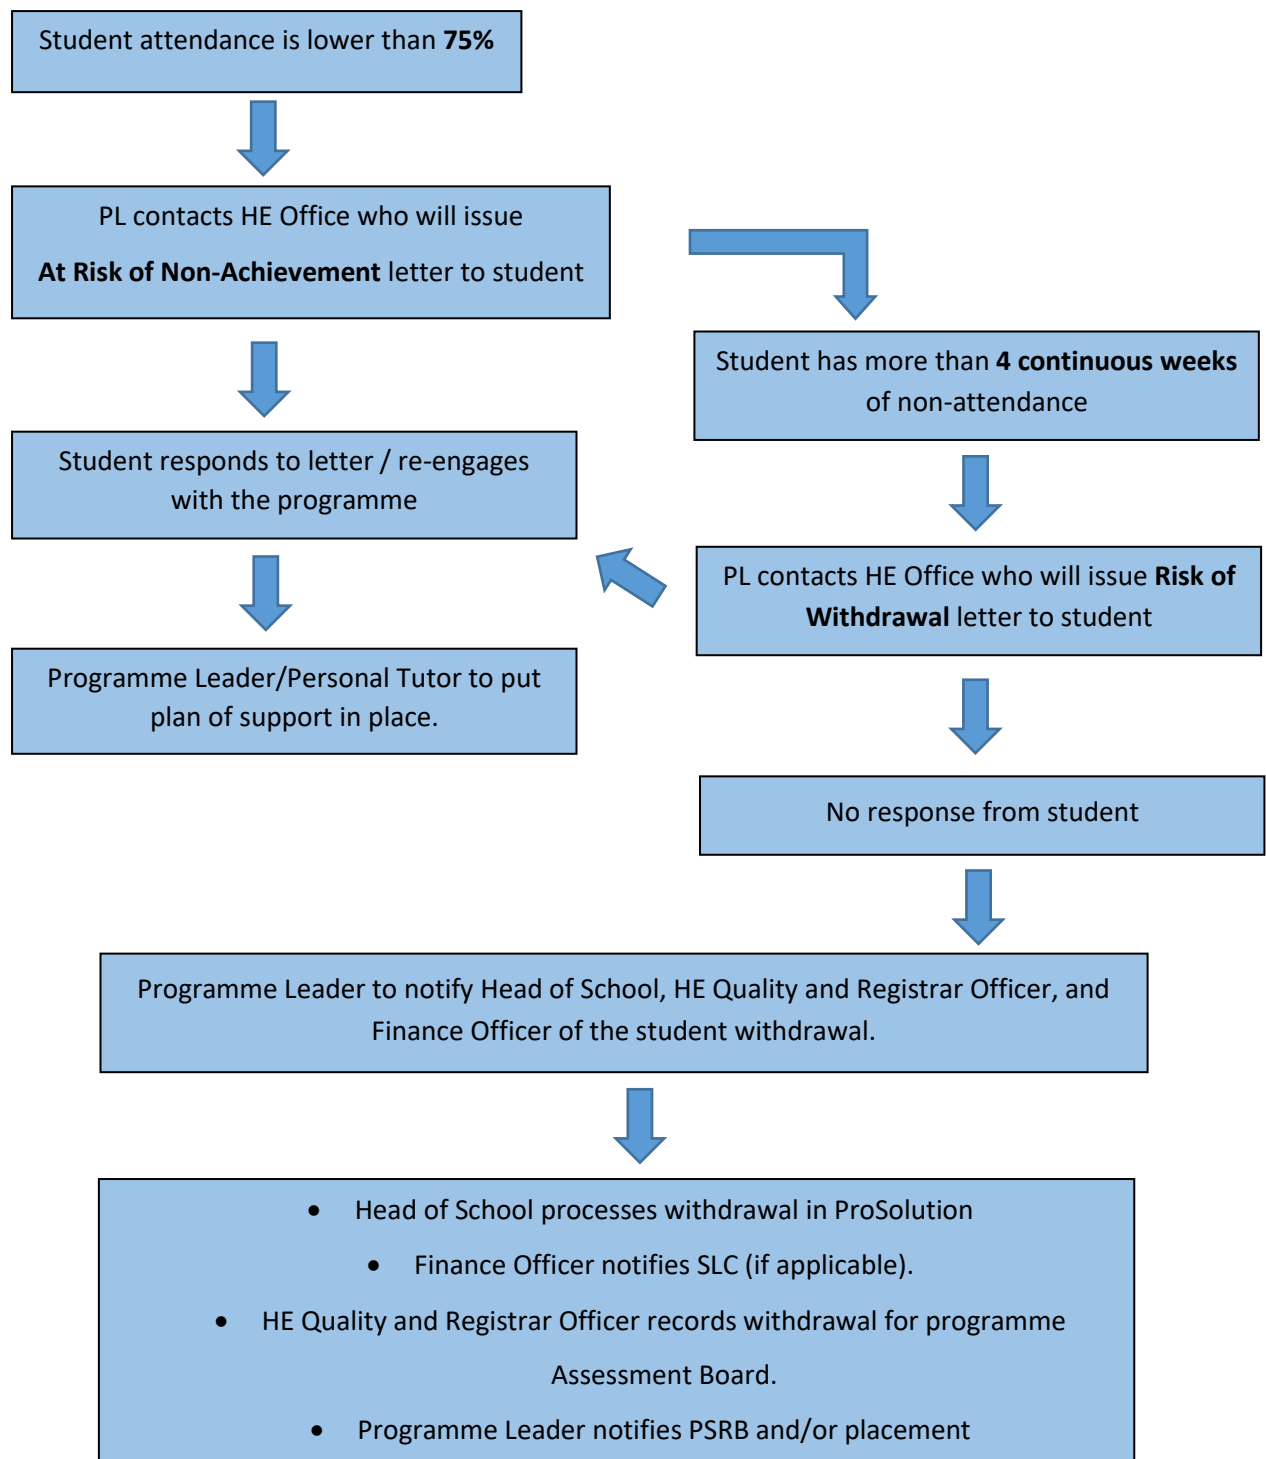 Student attendance is lower than 75%
PL contacts HE Office who will issue
At Risk of Non-Achievement letter to student
Student has more than 4 continuous weeks
of non-attendance
Student responds to letter / re-engages
with the programme
PL contacts HE Office who will issue Risk of
Withdrawal letter to student
Programme Leader/Personal Tutor to put
plan of support in place.
No response from student
Programme Leader to notify Head of School, HE Quality and Registrar Officer, and
Finance Officer of the student withdrawal.
• Head of School processes withdrawal in ProSolution
• Finance Officer notifies SLC (if applicable).
• HE Quality and Registrar Officer records withdrawal for programme
Assessment Board.
• Programme Leader notifies PSRB and/or placement